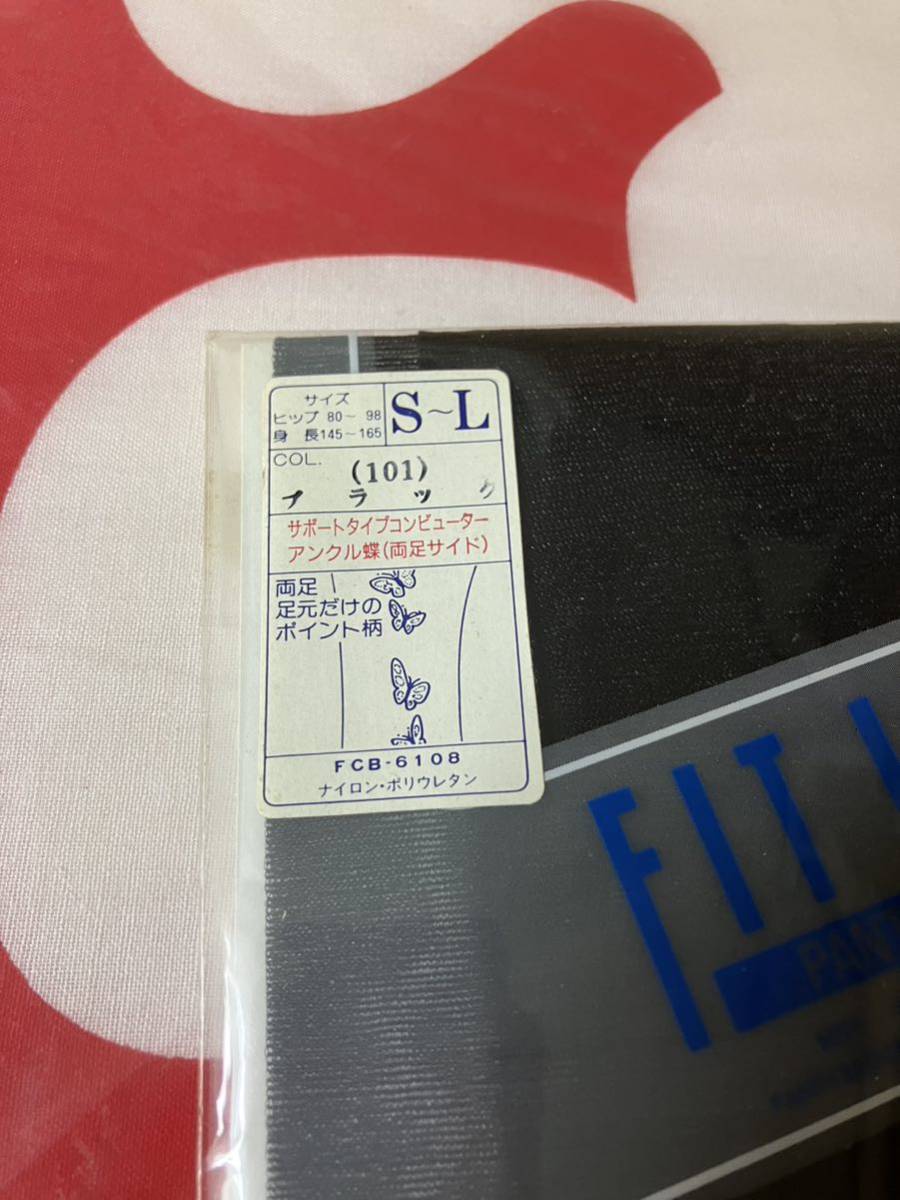 サイズ
ヒップ 80～98
身 長145～165
S～L
COL.
(101)
ブラック
サポートタイプコンピューター
アンクル蝶(両足サイド)
両足
足元だけの
ポイント柄
FCB-6108
ナイロン・ポリウレタン
FIT
PAN